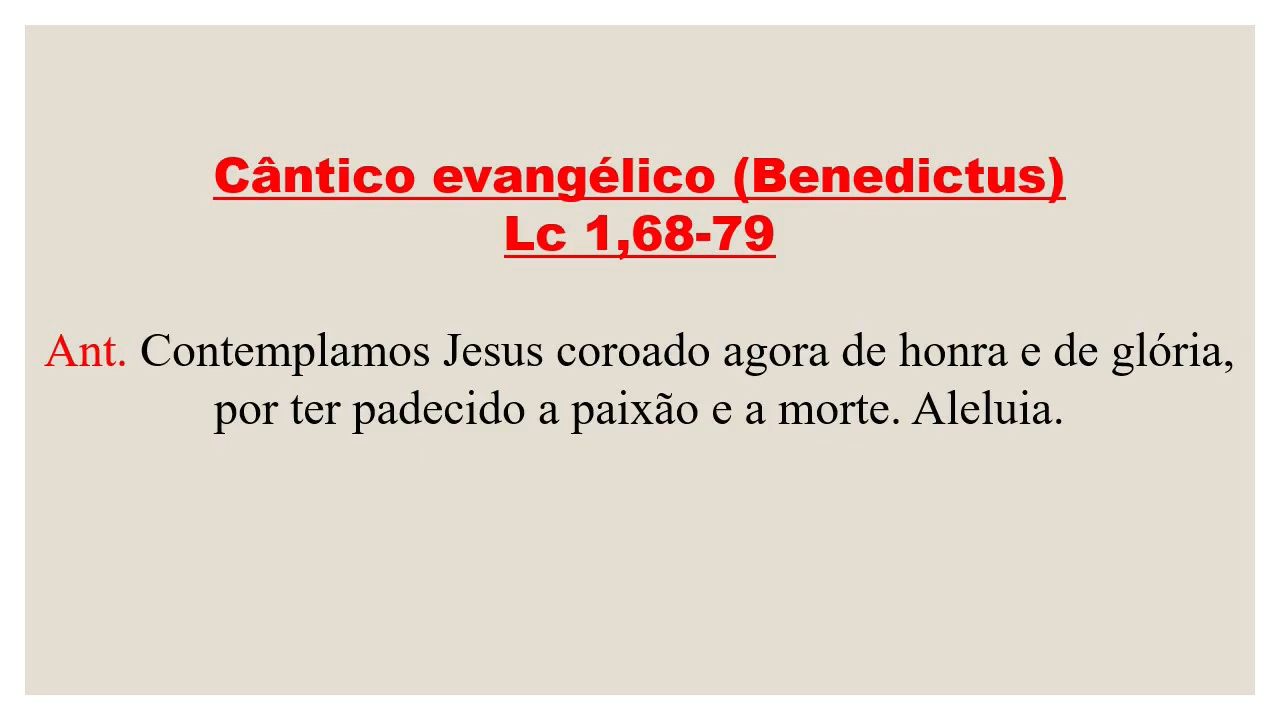 Cântico evangélico (Benedictus)
Lc 1,68-79
Ant. Contemplamos Jesus coroado agora de honra e de glória,
por ter padecido a paixão e a morte. Aleluia.